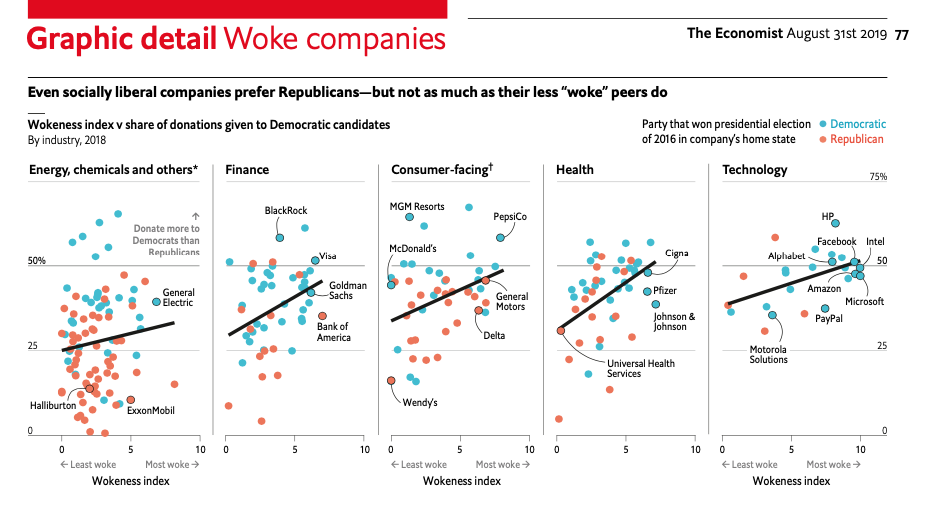 Graphic detail Woke companies
The Economist August 31st 2019 77
Even socially liberal companies prefer Republicans—but not as much as their less “woke” peers do
Wokeness index v share of donations given to Democratic candidates
By industry, 2018
Party that won presidential election
of 2016 in company's home state
Democratic
Republican
Energy, chemicals and others*
Finance
Consumer-facing†
Health
Technology
75%
↑
Donate more to
Democrats than
Republicans
50%
25
0
General
Electric
Halliburton
ExxonMobil
BlackRock
Visa
Goldman
Sachs
Bank of
America
MGM Resorts
PepsiCo
McDonald's
General
Motors
Delta
Wendy's
Cigna
Pfizer
Johnson &
Johnson
Universal Health
Services
HP
Facebook
Intel
Alphabet
Amazon
Microsoft
PayPal
Motorola
Solutions
50
25
0
0 5 10
0 5 10
0 5 10
0 5 10
0 5 10
← Least woke Most woke →
← Least woke Most woke →
← Least woke Most woke →
Wokeness index
Wokeness index
Wokeness index